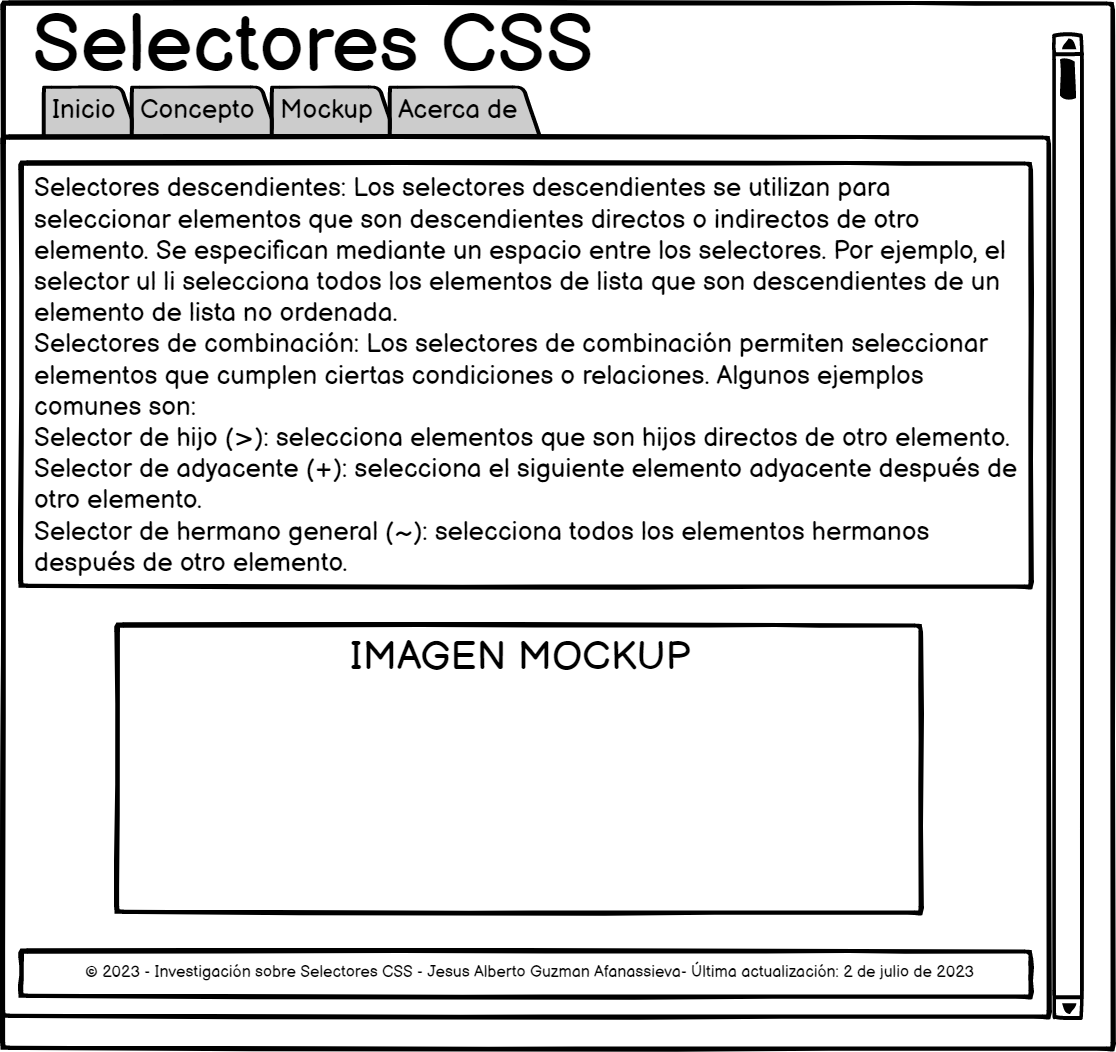 Selectores CSS
Inicio Concepto Mockup Acerca de
Selectores descendientes: Los selectores descendientes se utilizan para
seleccionar elementos que son descendientes directos o indirectos de otro
elemento. Se especifican mediante un espacio entre los selectores. Por ejemplo, el
selector ul li selecciona todos los elementos de lista que son descendientes de un
elemento de lista no ordenada.
Selectores de combinación: Los selectores de combinación permiten seleccionar
elementos que cumplen ciertas condiciones o relaciones. Algunos ejemplos
comunes son:
Selector de hijo (>): selecciona elementos que son hijos directos de otro elemento.
Selector de adyacente (+): selecciona el siguiente elemento adyacente después de
otro elemento.
Selector de hermano general (~): selecciona todos los elementos hermanos
después de otro elemento.
IMAGEN MOCKUP
© 2023 - Investigación sobre Selectores CSS - Jesus Alberto Guzman Afanassieva- Última actualización: 2 de julio de 2023